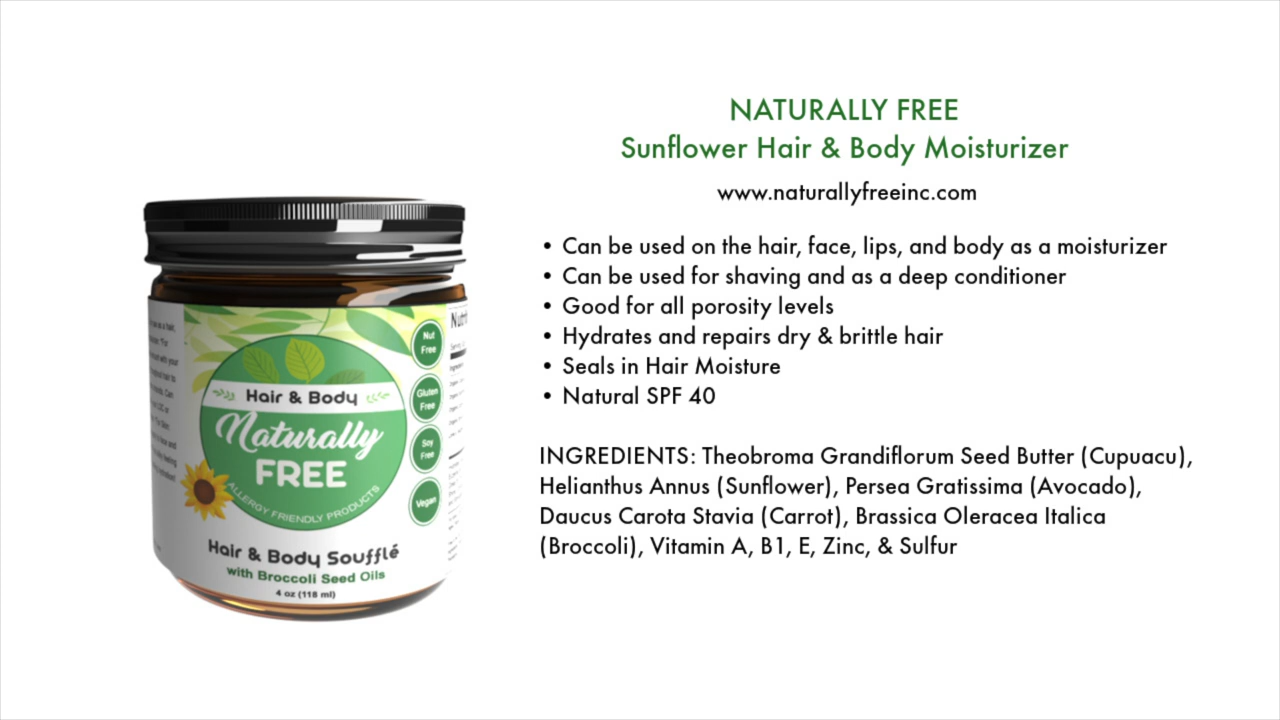 NATURALLY FREE
Sunflower Hair & Body Moisturizer
www.naturallyfreeinc.com
• Can be used on the hair, face, lips, and body as a moisturizer
• Can be used for shaving and as a deep conditioner
• Good for all porosity levels
• Hydrates and repairs dry & brittle hair
• Seals in Hair Moisture
• Natural SPF 40
INGREDIENTS: Theobroma Grandiflorum Seed Butter (Cupuacu),
Helianthus Annus (Sunflower), Persea Gratissima (Avocado),
Daucus Carota Stavia (Carrot), Brassica Oleracea Italica
(Broccoli), Vitamin A, B1, E, Zinc, & Sulfur
Hair & Body
Naturally
FREE
ALLERGY FRIENDLY PRODUCTS
Nut
Free
Gluten
Free
Soy
Free
Vegan
Hair & Body Soufflé
with Broccoli Seed Oils
4 oz (118 ml)